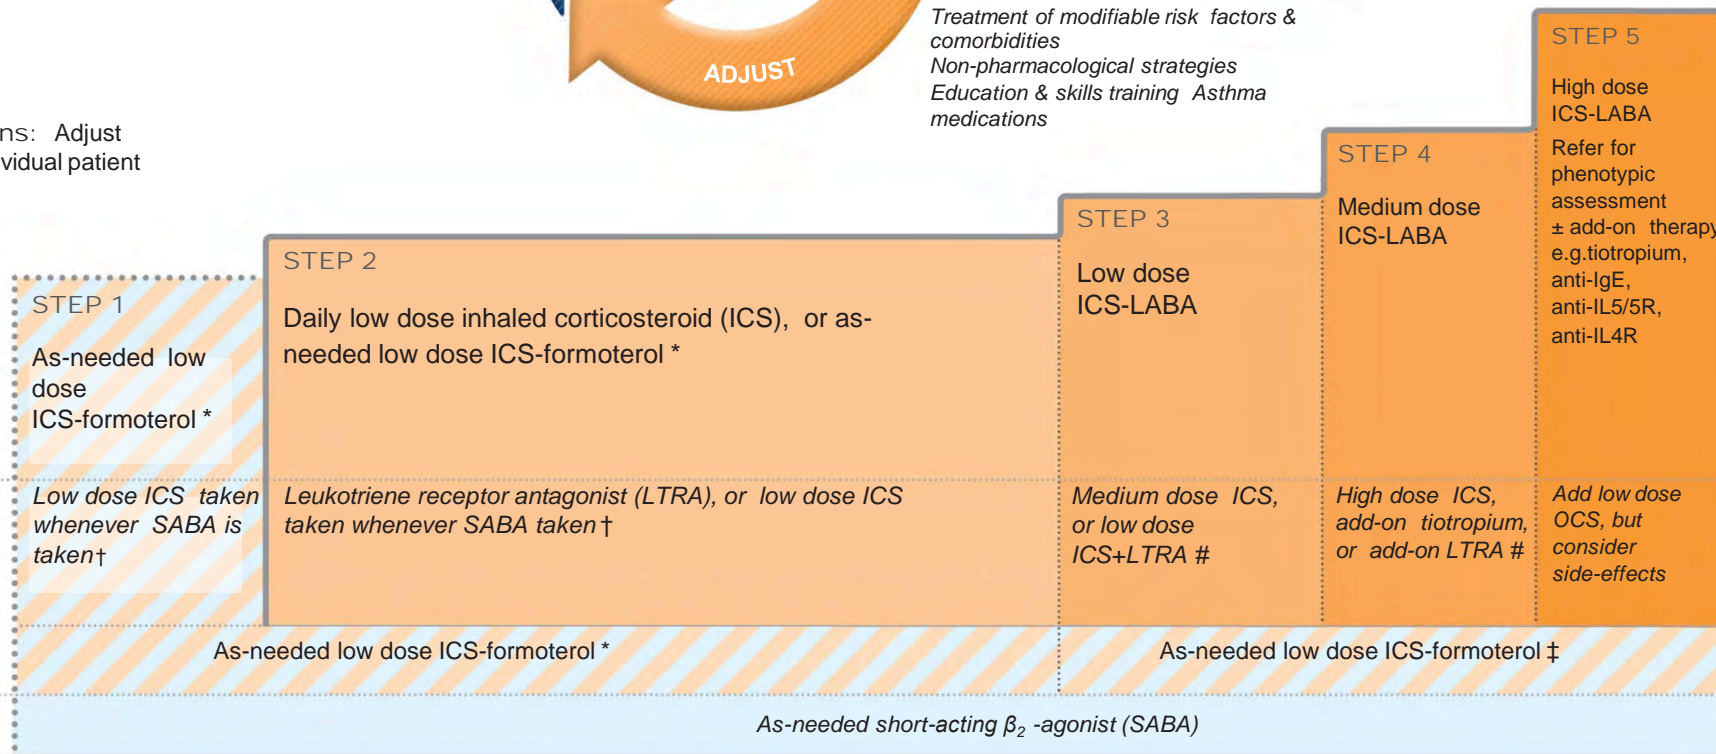 Treatment of modifiable risk factors &
comorbidities
Non-pharmacological strategies
Education & skills training Asthma
medications
ADJUST
ns: Adjust
vidual patient
STEP 1
As-needed low
dose
ICS-formoterol *
STEP 2
Daily low dose inhaled corticosteroid (ICS), or as-
needed low dose ICS-formoterol *
STEP 3
Low dose
ICS-LABA
STEP 4
Medium dose
ICS-LABA
STEP 5
High dose
ICS-LABA
Refer for
phenotypic
assessment
± add-on therapy
e.g.tiotropium,
anti-IgE,
anti-IL5/5R,
anti-IL4R
Low dose ICS taken
whenever SABA is
taken†
Leukotriene receptor antagonist (LTRA), or low dose ICS
taken whenever SABA taken†
Medium dose ICS,
or low dose
ICS+LTRA #
High dose ICS,
add-on tiotropium,
or add-on LTRA #
Add low dose
OCS, but
consider
side-effects
As-needed low dose ICS-formoterol *
As-needed low dose ICS-formoterol ‡
As-needed short-acting β₂ -agonist (SABA)